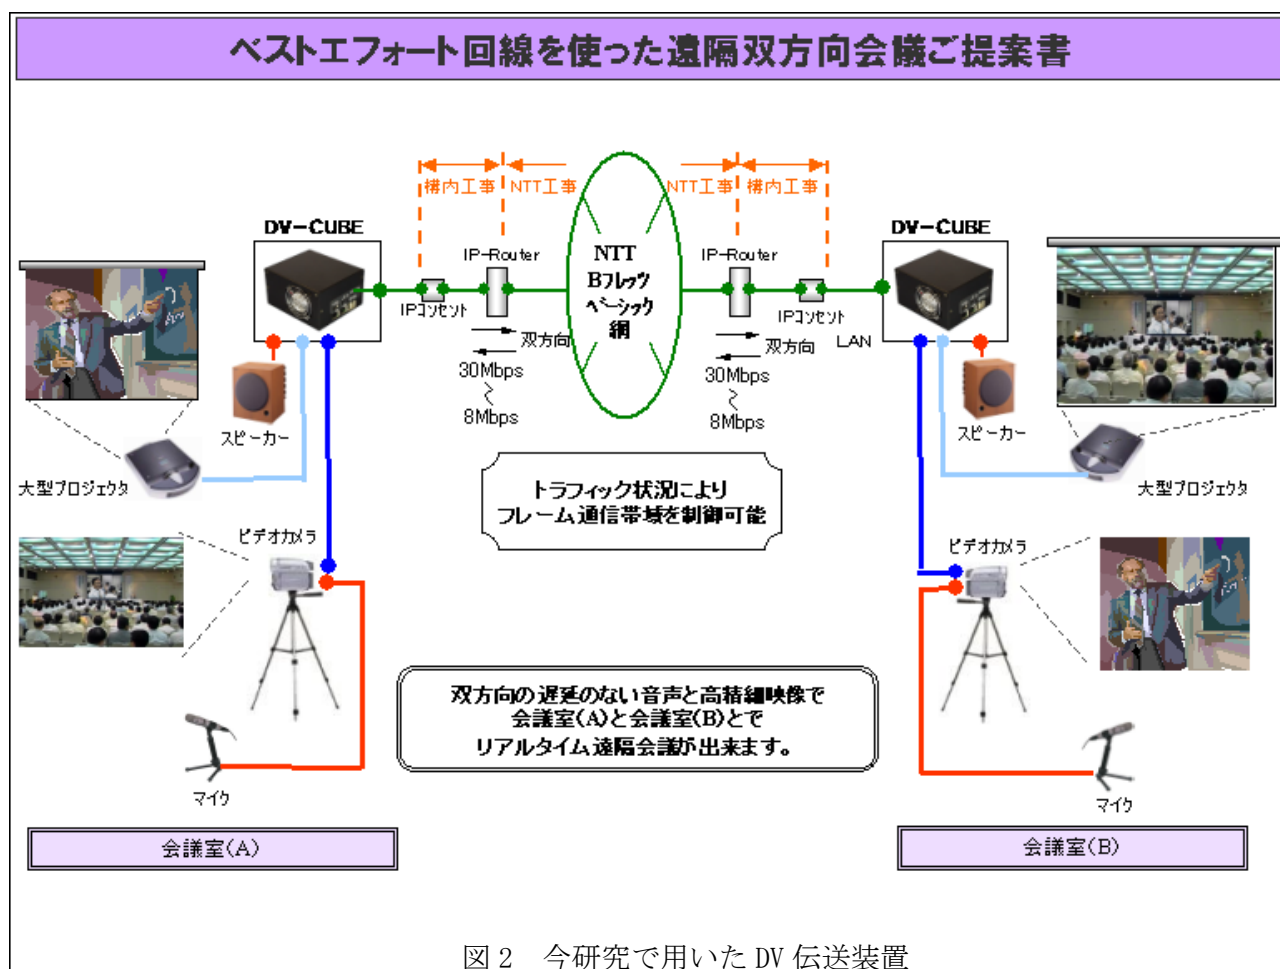 ベストエフォート回線を使った遠隔双方向会議ご提案書
構内工事 NTT工事 NTT工事 構内工事
DV-CUBE
DV-CUBE
IP-Router
IP-Router
NTT
Bフレッツ
ベーシック
網
IPコンセント
IPコンセント
双方向
双方向
LAN
30Mbps
～
8Mbps
30Mbps
～
8Mbps
スピーカー
スピーカー
大型プロジェクタ
大型プロジェクタ
トラフィック状況により
フレーム通信帯域を制御可能
ビデオカメラ
ビデオカメラ
双方向の遅延のない音声と高精細映像で
会議室(A)と会議室(B)とで
リアルタイム遠隔会議が出来ます。
マイク
マイク
会議室(A)
会議室(B)
図2 今研究で用いたDV伝送装置